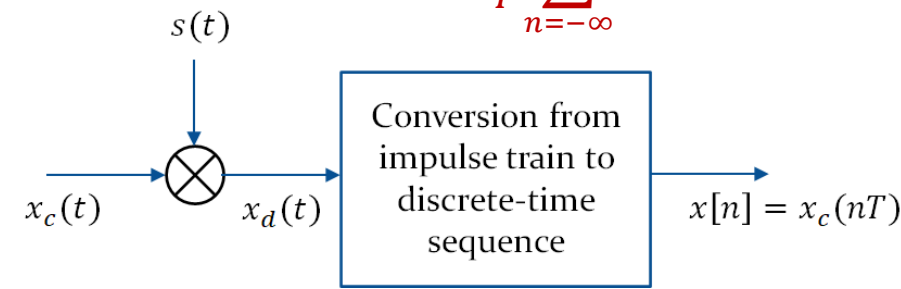 s(t)
n=−∞
Conversion from
impulse train to
discrete-time
sequence
x_c(t)
x_d(t)
x[n] = x_c(nT)